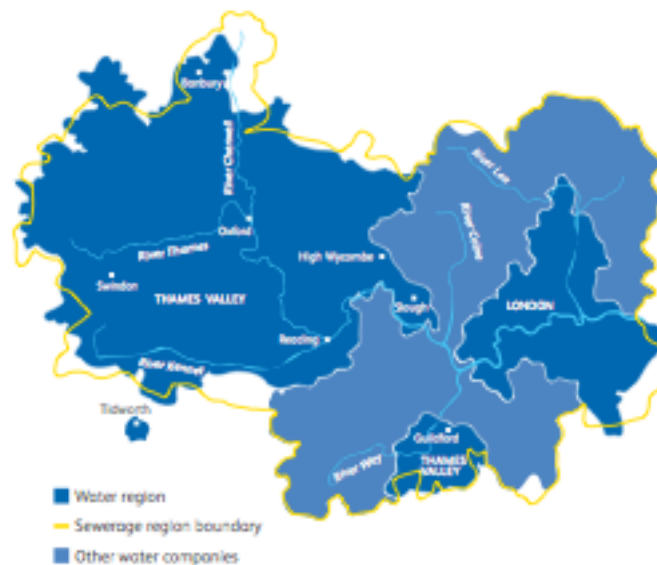 Banbury
River Cherwell
River Lee
River Colne
Oxford
River Thames
High Wycombe
Swindon
THAMES VALLEY
Slough
LONDON
Reading
River Kennet
Tidworth
Guildford
River Wey
THAMES
VALLEY
Water region
Sewerage region boundary
Other water companies